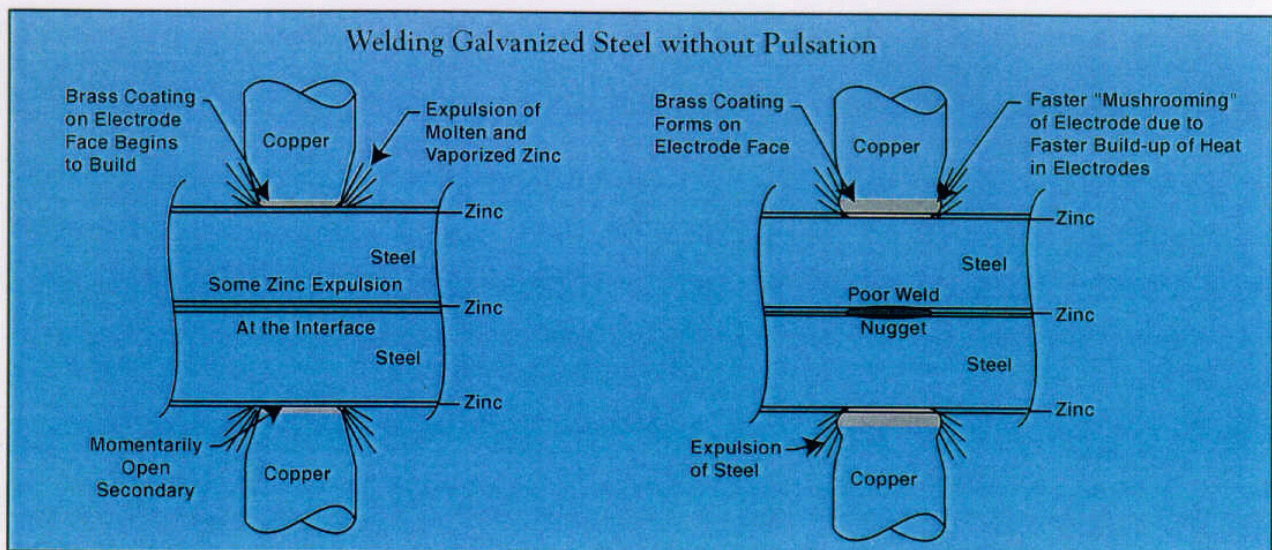 Welding Galvanized Steel without Pulsation
Brass Coating
on Electrode
Face Begins
to Build
Copper
Expulsion of
Molten and
Vaporized Zinc
Zinc
Steel
Some Zinc Expulsion
Zinc
At the Interface
Steel
Zinc
Momentarily
Open
Secondary
Copper
Brass Coating
Forms on
Electrode Face
Copper
Faster "Mushrooming"
of Electrode due to
Faster Build-up of Heat
in Electrodes
Zinc
Steel
Poor Weld
Zinc
Nugget
Steel
Zinc
Expulsion
of Steel
Copper